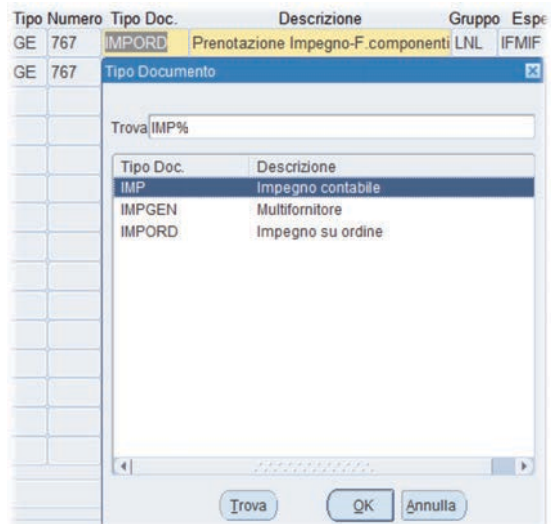 Tipo Numero Tipo Doc. Descrizione Gruppo Espe
GE 767 IMPORD Prenotazione Impegno-F.componenti LNL IFMIF
GE 767
Tipo Documento
Trova IMP%
Tipo Doc. Descrizione
IMP Impegno contabile
IMPGEN Multifornitore
IMPORD Impegno su ordine
Trova OK Annulla